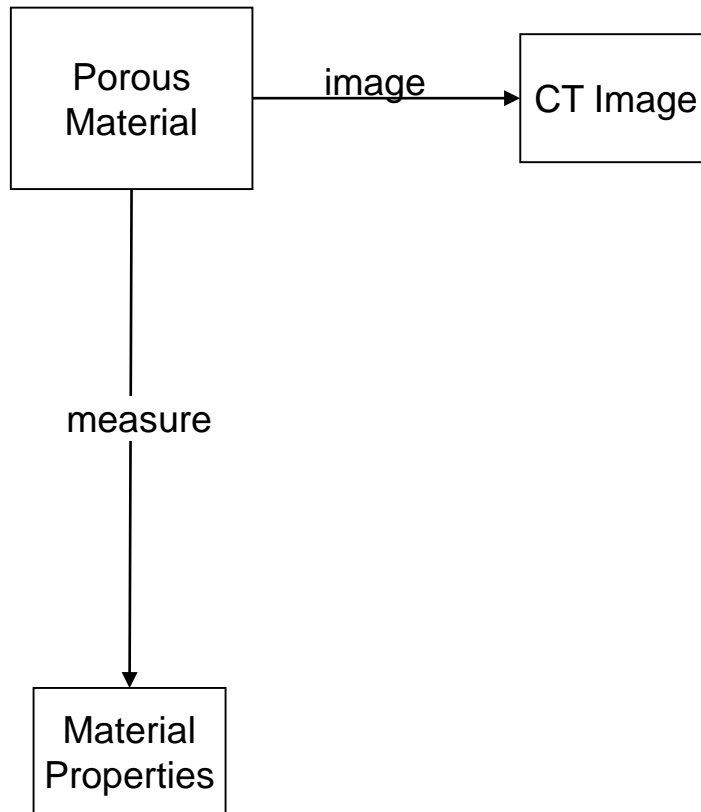 Porous
Material
image
CT Image
measure
Material
Properties